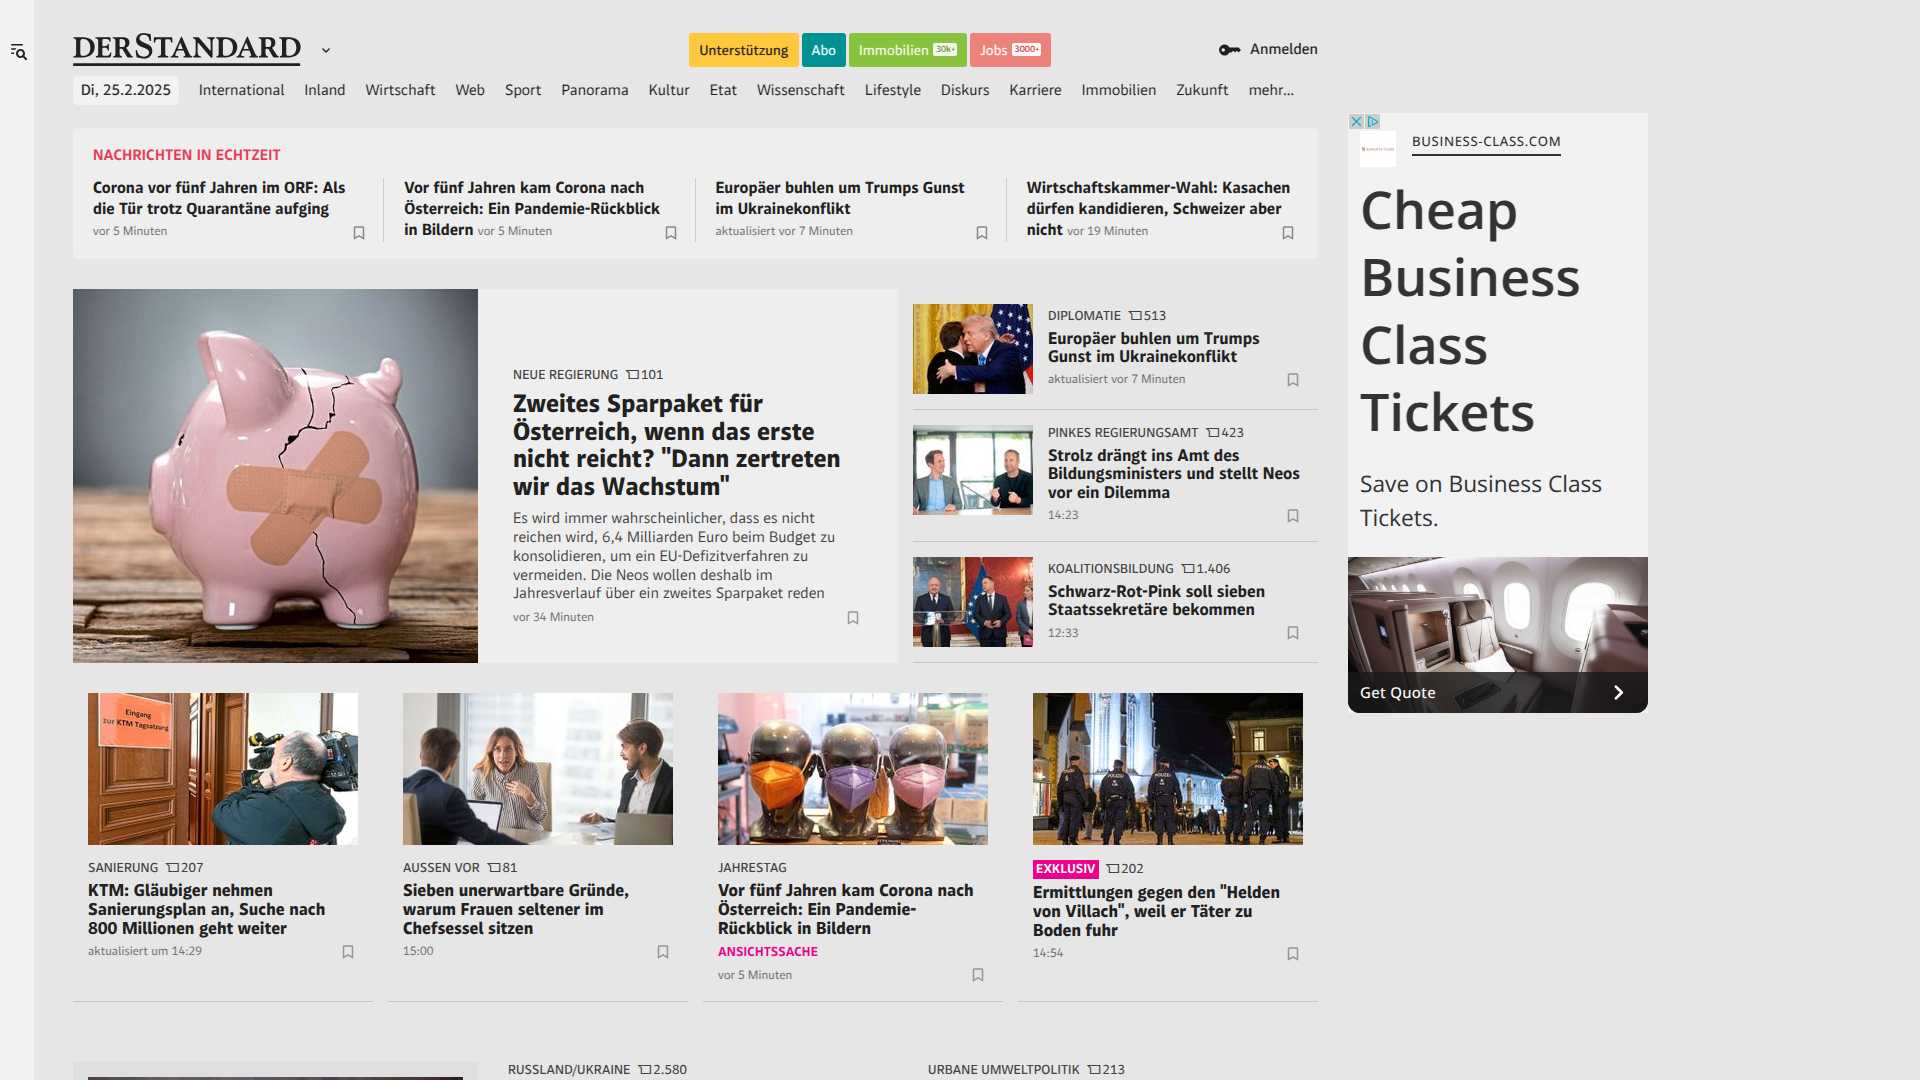 DERSTANDARD
Unterstützung
Abo
Immobilien 30k+
Jobs 3000+
Anmelden
Di, 25.2.2025
International
Inland
Wirtschaft
Web
Sport
Panorama
Kultur
Etat
Wissenschaft
Lifestyle
Diskurs
Karriere
Immobilien
Zukunft
mehr...
NACHRICHTEN IN ECHTZEIT
Corona vor fünf Jahren im ORF: Als
die Tür trotz Quarantäne aufging
vor 5 Minuten
Vor fünf Jahren kam Corona nach
Österreich: Ein Pandemie-Rückblick
in Bildern vor 5 Minuten
Europäer buhlen um Trumps Gunst
im Ukrainekonflikt
aktualisiert vor 7 Minuten
Wirtschaftskammer-Wahl: Kasachen
dürfen kandidieren, Schweizer aber
nicht vor 19 Minuten
NEUE REGIERUNG 101
Zweites Sparpaket für
Österreich, wenn das erste
nicht reicht? "Dann zertreten
wir das Wachstum"
Es wird immer wahrscheinlicher, dass es nicht
reichen wird, 6,4 Milliarden Euro beim Budget zu
konsolidieren, um ein EU-Defizitverfahren zu
vermeiden. Die Neos wollen deshalb im
Jahresverlauf über ein zweites Sparpaket reden
vor 34 Minuten
DIPLOMATIE 513
Europäer buhlen um Trumps
Gunst im Ukrainekonflikt
aktualisiert vor 7 Minuten
PINKES REGIERUNGSAMT 423
Strolz drängt ins Amt des
Bildungsministers und stellt Neos
vor ein Dilemma
14:23
KOALITIONSBILDUNG 1.406
Schwarz-Rot-Pink soll sieben
Staatssekretäre bekommen
12:33
BUSINESS-CLASS.COM
Cheap
Business
Class
Tickets
Save on Business Class
Tickets.
Get Quote
Eingang
zur KTM Tagsatzung
SANIERUNG 207
KTM: Gläubiger nehmen
Sanierungsplan an, Suche nach
800 Millionen geht weiter
aktualisiert um 14:29
AUSSEN VOR 81
Sieben unerwartbare Gründe,
warum Frauen seltener im
Chefsessel sitzen
15:00
JAHRESTAG
Vor fünf Jahren kam Corona nach
Österreich: Ein Pandemie-
Rückblick in Bildern
ANSICHTSSACHE
vor 5 Minuten
POLIZEI
POLIZEI
EXKLUSIV 202
Ermittlungen gegen den "Helden
von Villach", weil er Täter zu
Boden fuhr
14:54
RUSSLAND/UKRAINE 2.580
URBANE UMWELTPOLITIK 213